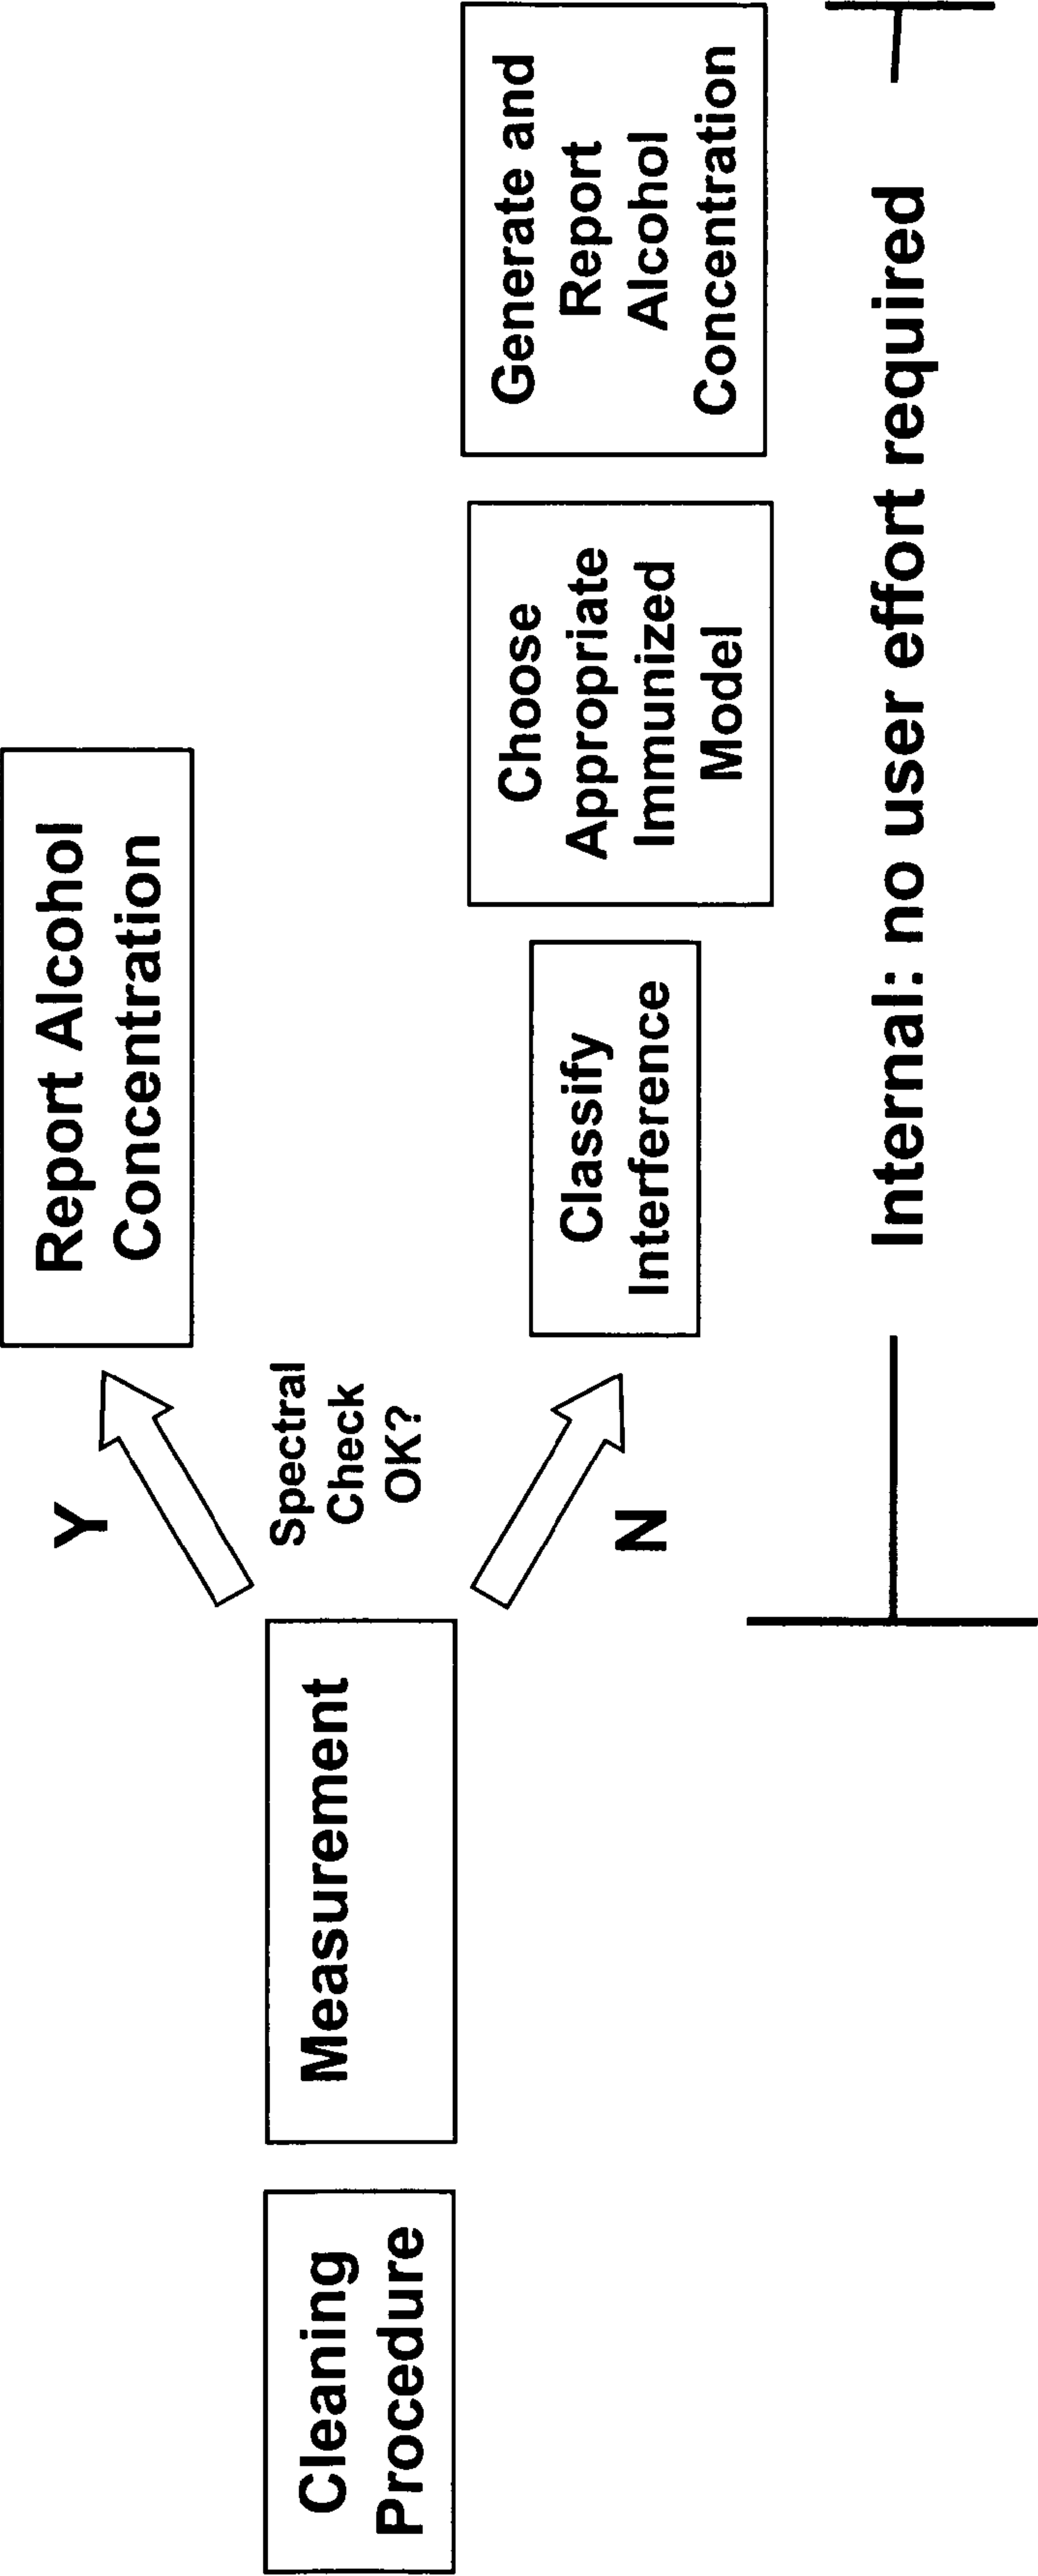 Cleaning
Procedure
Measurement
Spectral
Check
OK?
Y
Report Alcohol
Concentration
N
Classify
Interference
Choose
Appropriate
Immunized
Model
Generate and
Report
Alcohol
Concentration
Internal: no user effort required